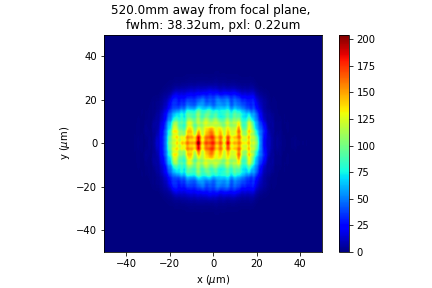 520.0mm away from focal plane,
fwhm: 38.32um, pxl: 0.22um
200
175
150
125
100
75
50
25
0
40
20
0
−20
−40
y (μm)
−40 −20 0 20 40
x (μm)